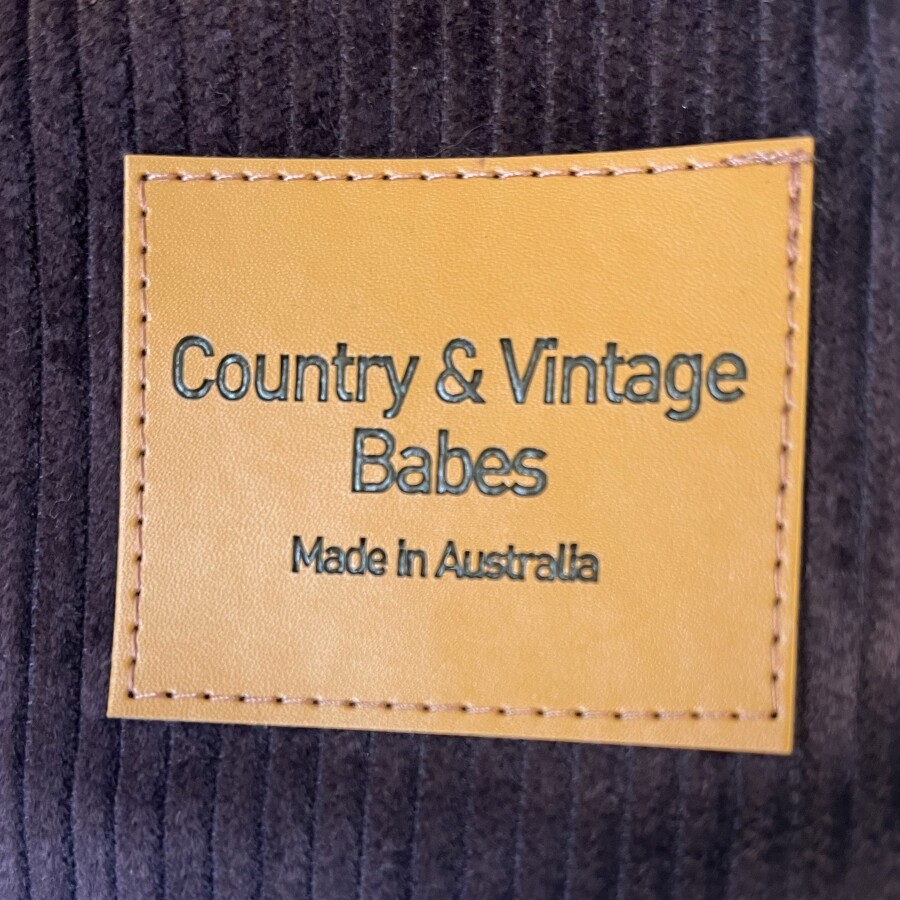 Country & Vintage
Babes
Made in Australia